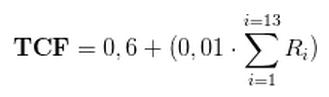 TCF = 0,6 + (0,01 · ∑_{i=1}^{i=13} R_i)